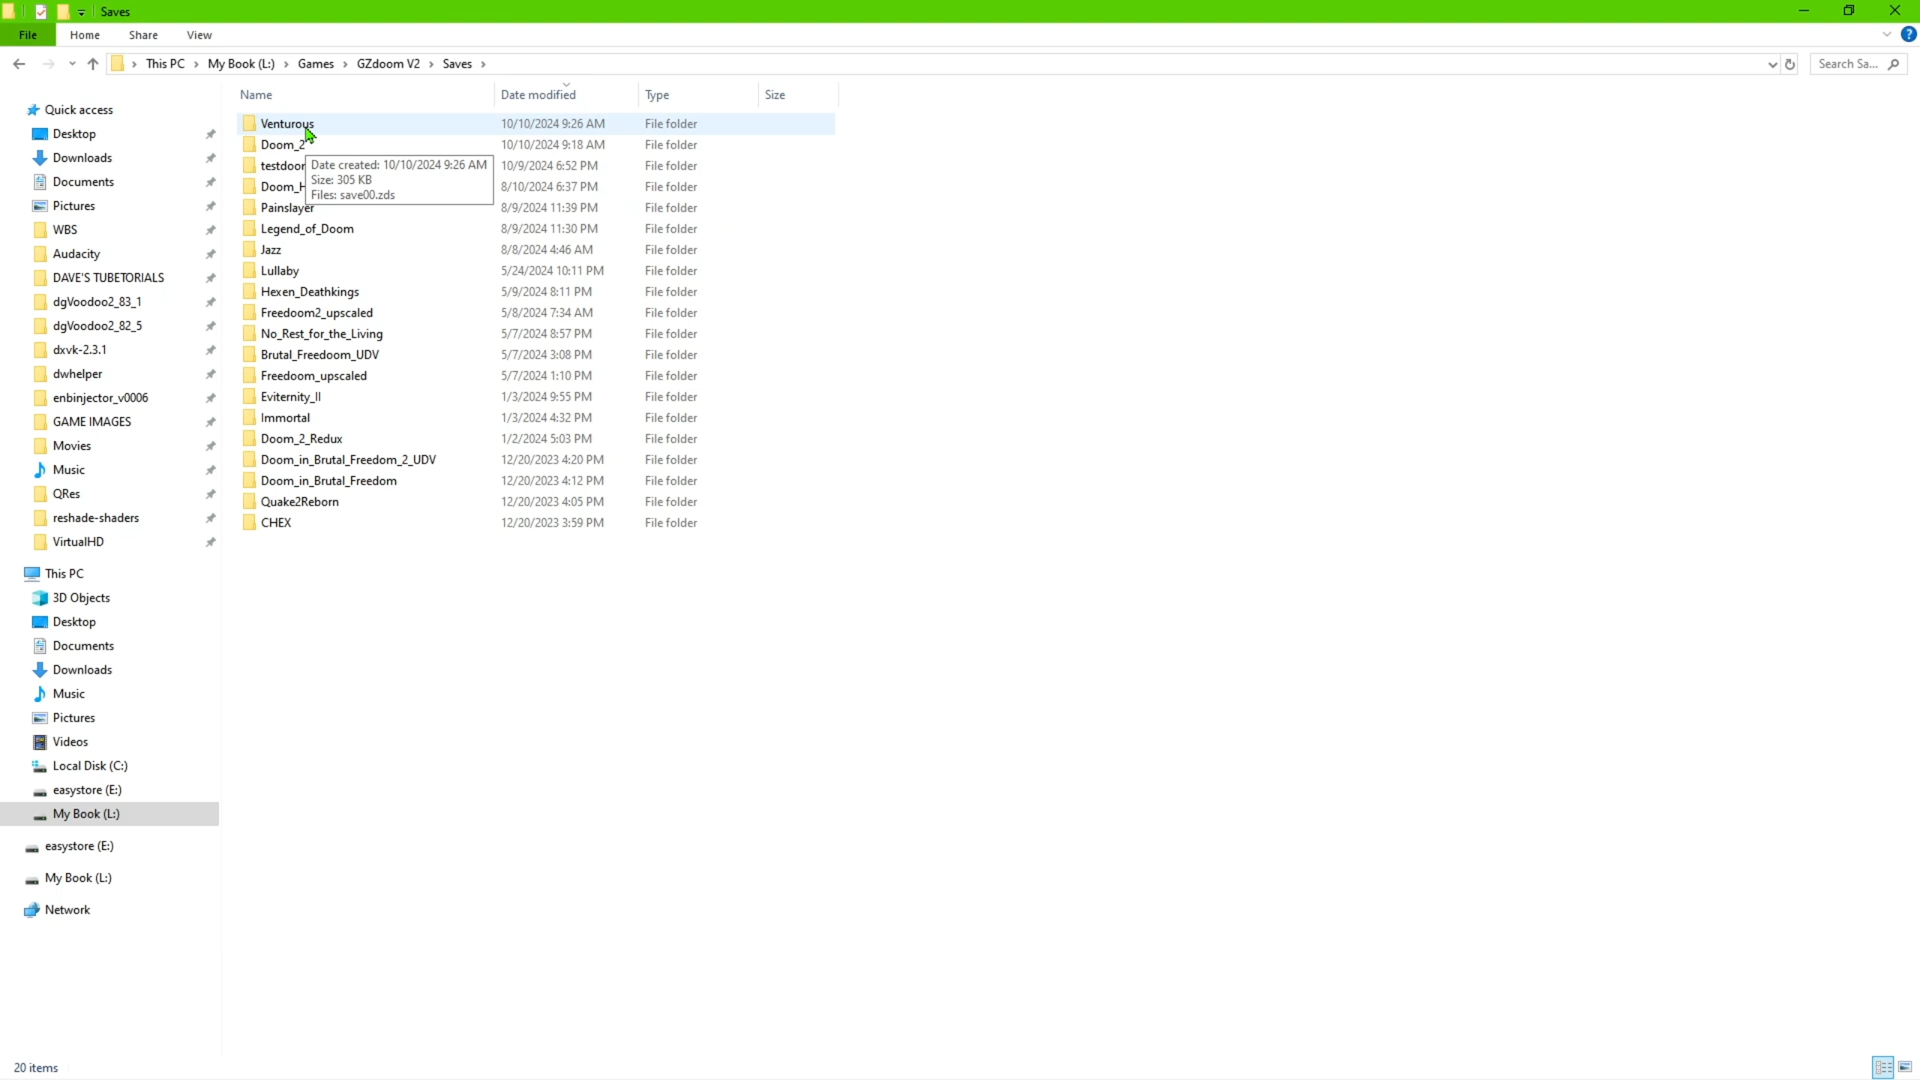 Saves
File Home Share View
This PC My Book (L:) Games GZdoom V2 Saves
Search Sa...
Name Date modified Type Size
Venturous 10/10/2024 9:26 AM File folder
Doom_2 10/10/2024 9:18 AM File folder
testdoor 10/9/2024 6:52 PM File folder
Doom_H 8/10/2024 6:37 PM File folder
Painslayer 8/9/2024 11:39 PM File folder
Legend_of_Doom 8/9/2024 11:30 PM File folder
Jazz 8/8/2024 4:46 AM File folder
Lullaby 5/24/2024 10:11 PM File folder
Hexen_Deathkings 5/9/2024 8:11 PM File folder
Freedoom2_upscaled 5/8/2024 7:34 AM File folder
No_Rest_for_the_Living 5/7/2024 8:57 PM File folder
Brutal_Freedoom_UDV 5/7/2024 3:08 PM File folder
Freedoom_upscaled 5/7/2024 1:10 PM File folder
Eviternity_II 1/3/2024 9:55 PM File folder
Immortal 1/3/2024 4:32 PM File folder
Doom_2_Redux 1/2/2024 5:03 PM File folder
Doom_in_Brutal_Freedom_2_UDV 12/20/2023 4:20 PM File folder
Doom_in_Brutal_Freedom 12/20/2023 4:12 PM File folder
Quake2Reborn 12/20/2023 4:05 PM File folder
CHEX 12/20/2023 3:59 PM File folder
Date created: 10/10/2024 9:26 AM
Size: 305 KB
Files: save00.zds
Quick access
Desktop
Downloads
Documents
Pictures
WBS
Audacity
DAVE'S TUBETORIALS
dgVoodoo2_83_1
dgVoodoo2_82_5
dxvk-2.3.1
dwhelper
enbinjector_v0006
GAME IMAGES
Movies
Music
QRes
reshade-shaders
VirtualHD
This PC
3D Objects
Desktop
Documents
Downloads
Music
Pictures
Videos
Local Disk (C:)
easystore (E:)
My Book (L:)
easystore (E:)
My Book (L:)
Network
20 items